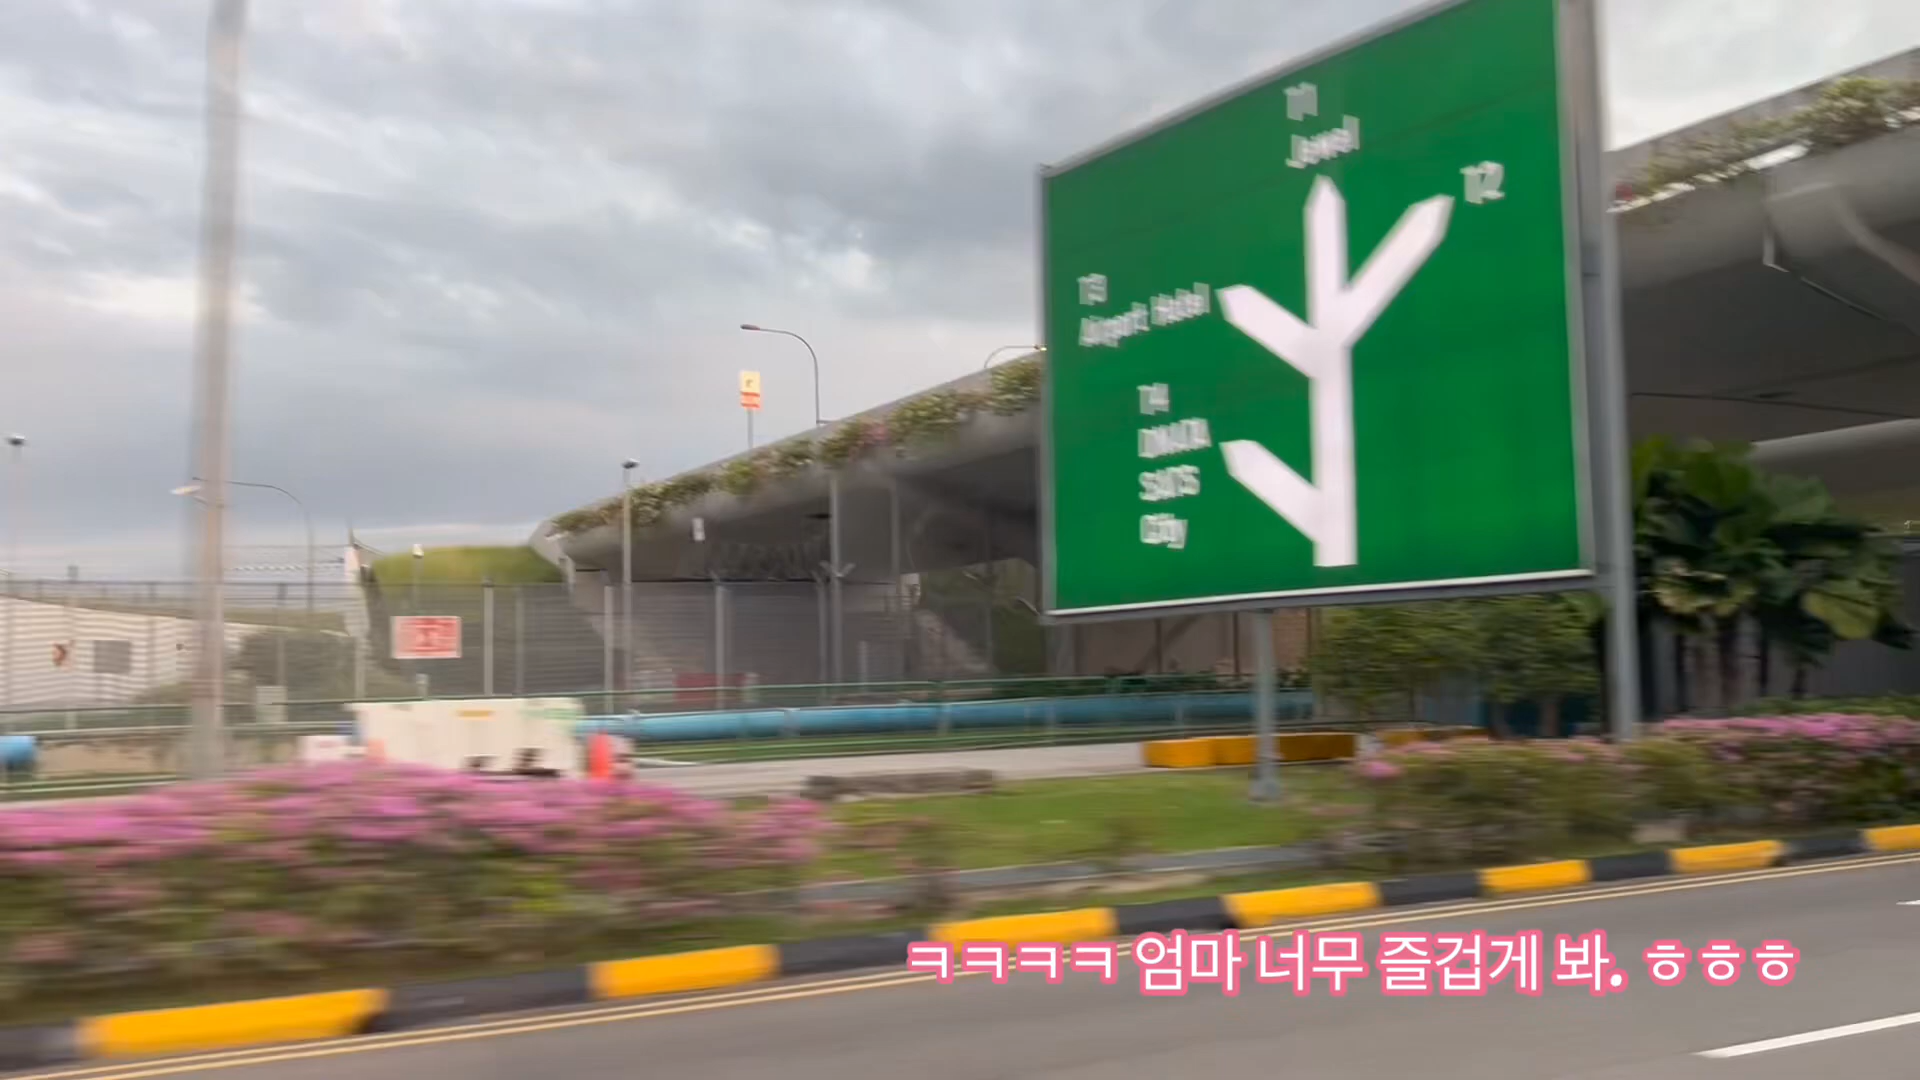 T1
Jewel
T2
T3
Airport Hotel
T4
DNATA
SATS
City
ㅋㅋㅋㅋ 엄마 너무 즐겁게 봐. ㅎㅎㅎ